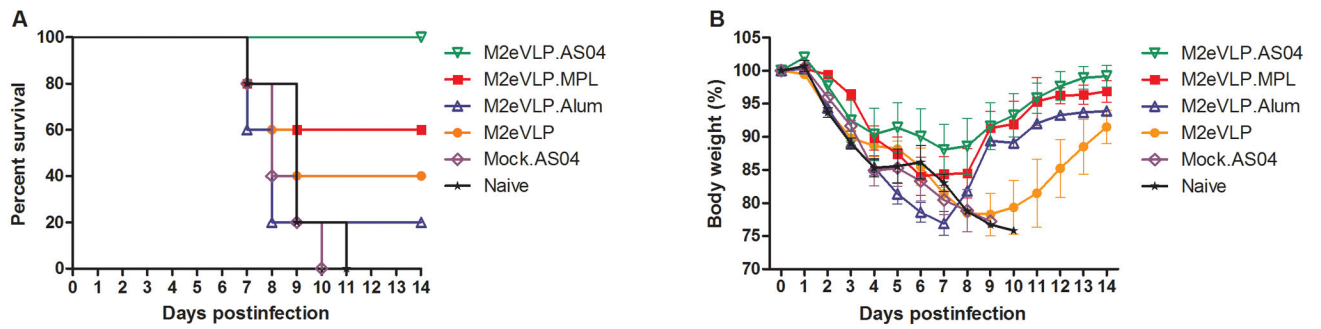 A
Percent survival
100
80
60
40
20
0
0 1 2 3 4 5 6 7 8 9 10 11 12 13 14
Days postinfection
M2eVLP.AS04
M2eVLP.MPL
M2eVLP.Alum
M2eVLP
Mock.AS04
Naive
B
Body weight (%)
105
100
95
90
85
80
75
70
0 1 2 3 4 5 6 7 8 9 10 11 12 13 14
Days postinfection
M2eVLP.AS04
M2eVLP.MPL
M2eVLP.Alum
M2eVLP
Mock.AS04
Naive